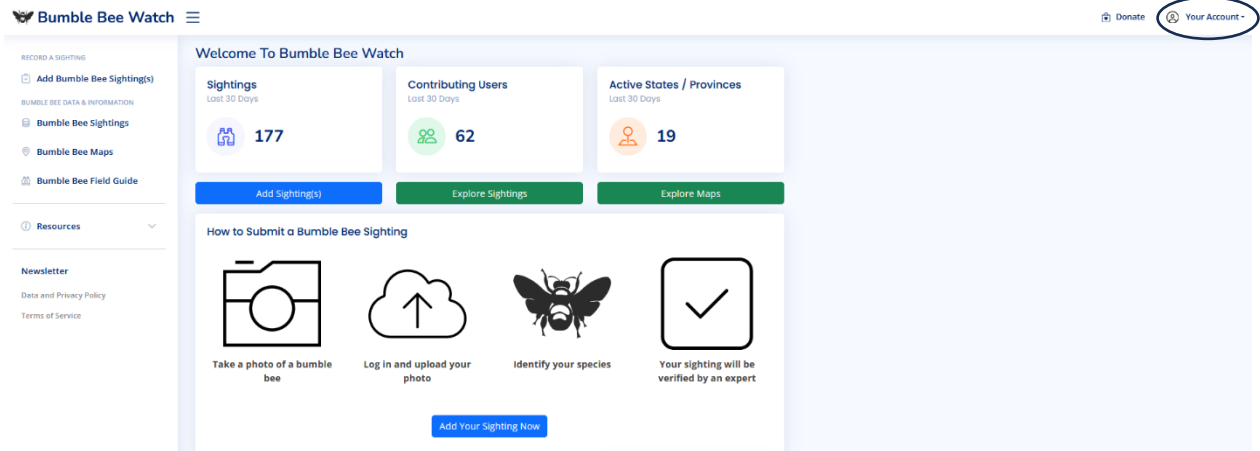 Bumble Bee Watch
Donate
Your Account
RECORD A SIGHTING
Add Bumble Bee Sighting(s)
BUMBLE BEE DATA & INFORMATION
Bumble Bee Sightings
Bumble Bee Maps
Bumble Bee Field Guide
Resources
Newsletter
Data and Privacy Policy
Terms of Service
Welcome To Bumble Bee Watch
Sightings
Last 30 Days
177
Contributing Users
Last 30 Days
62
Active States / Provinces
Last 30 Days
19
Add Sighting(s)
Explore Sightings
Explore Maps
How to Submit a Bumble Bee Sighting
Take a photo of a bumble
bee
Log in and upload your
photo
Identify your species
Your sighting will be
verified by an expert
Add Your Sighting Now